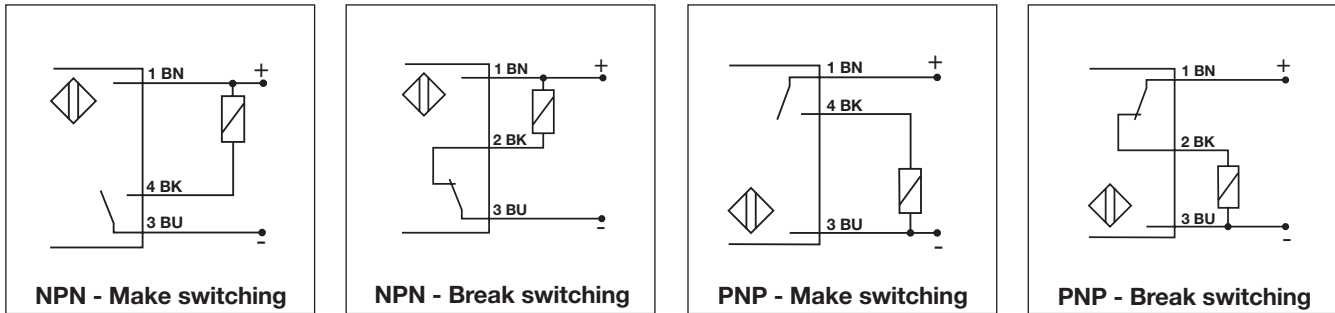 1 BN
+
4 BK
3 BU
-
NPN - Make switching
1 BN
+
2 BK
3 BU
-
NPN - Break switching
1 BN
+
4 BK
3 BU
-
PNP - Make switching
1 BN
+
2 BK
3 BU
-
PNP - Break switching